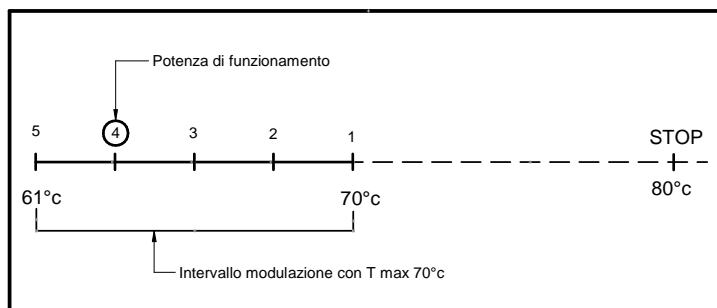 Potenza di funzionamento
5 4 3 2 1 STOP
61°c 70°c 80°c
Intervallo modulazione con T max 70°c